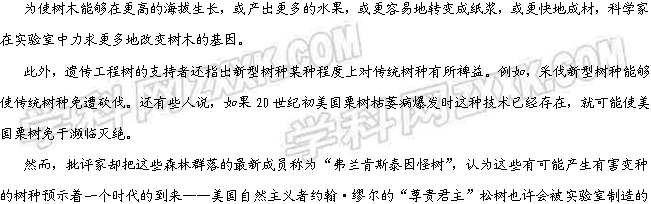 为使树木能够在更高的海拔生长，或产出更多的水果，或更容易地转变成纸浆，或更快地成材，科学家
在实验室中力求更多地改变树木的基因。
此外，遗传工程树的支持者还指出新型树种某种程度上对传统树种有所裨益。例如，采伐新型树种能够
使传统树种免遭砍伐。还有些人说，如果 20 世纪初美国栗树枯萎病爆发时这种技术已经存在，就可能使美
国栗树免于濒临灭绝。
然而，批评家却把这些森林群落的最新成员称为“弗兰肯斯泰因怪树”，认为这些有可能产生有害变种
的树种预示着一个时代的到来——美国自然主义者约翰·缪尔的“尊贵君主”松树也许会被实验室制造的